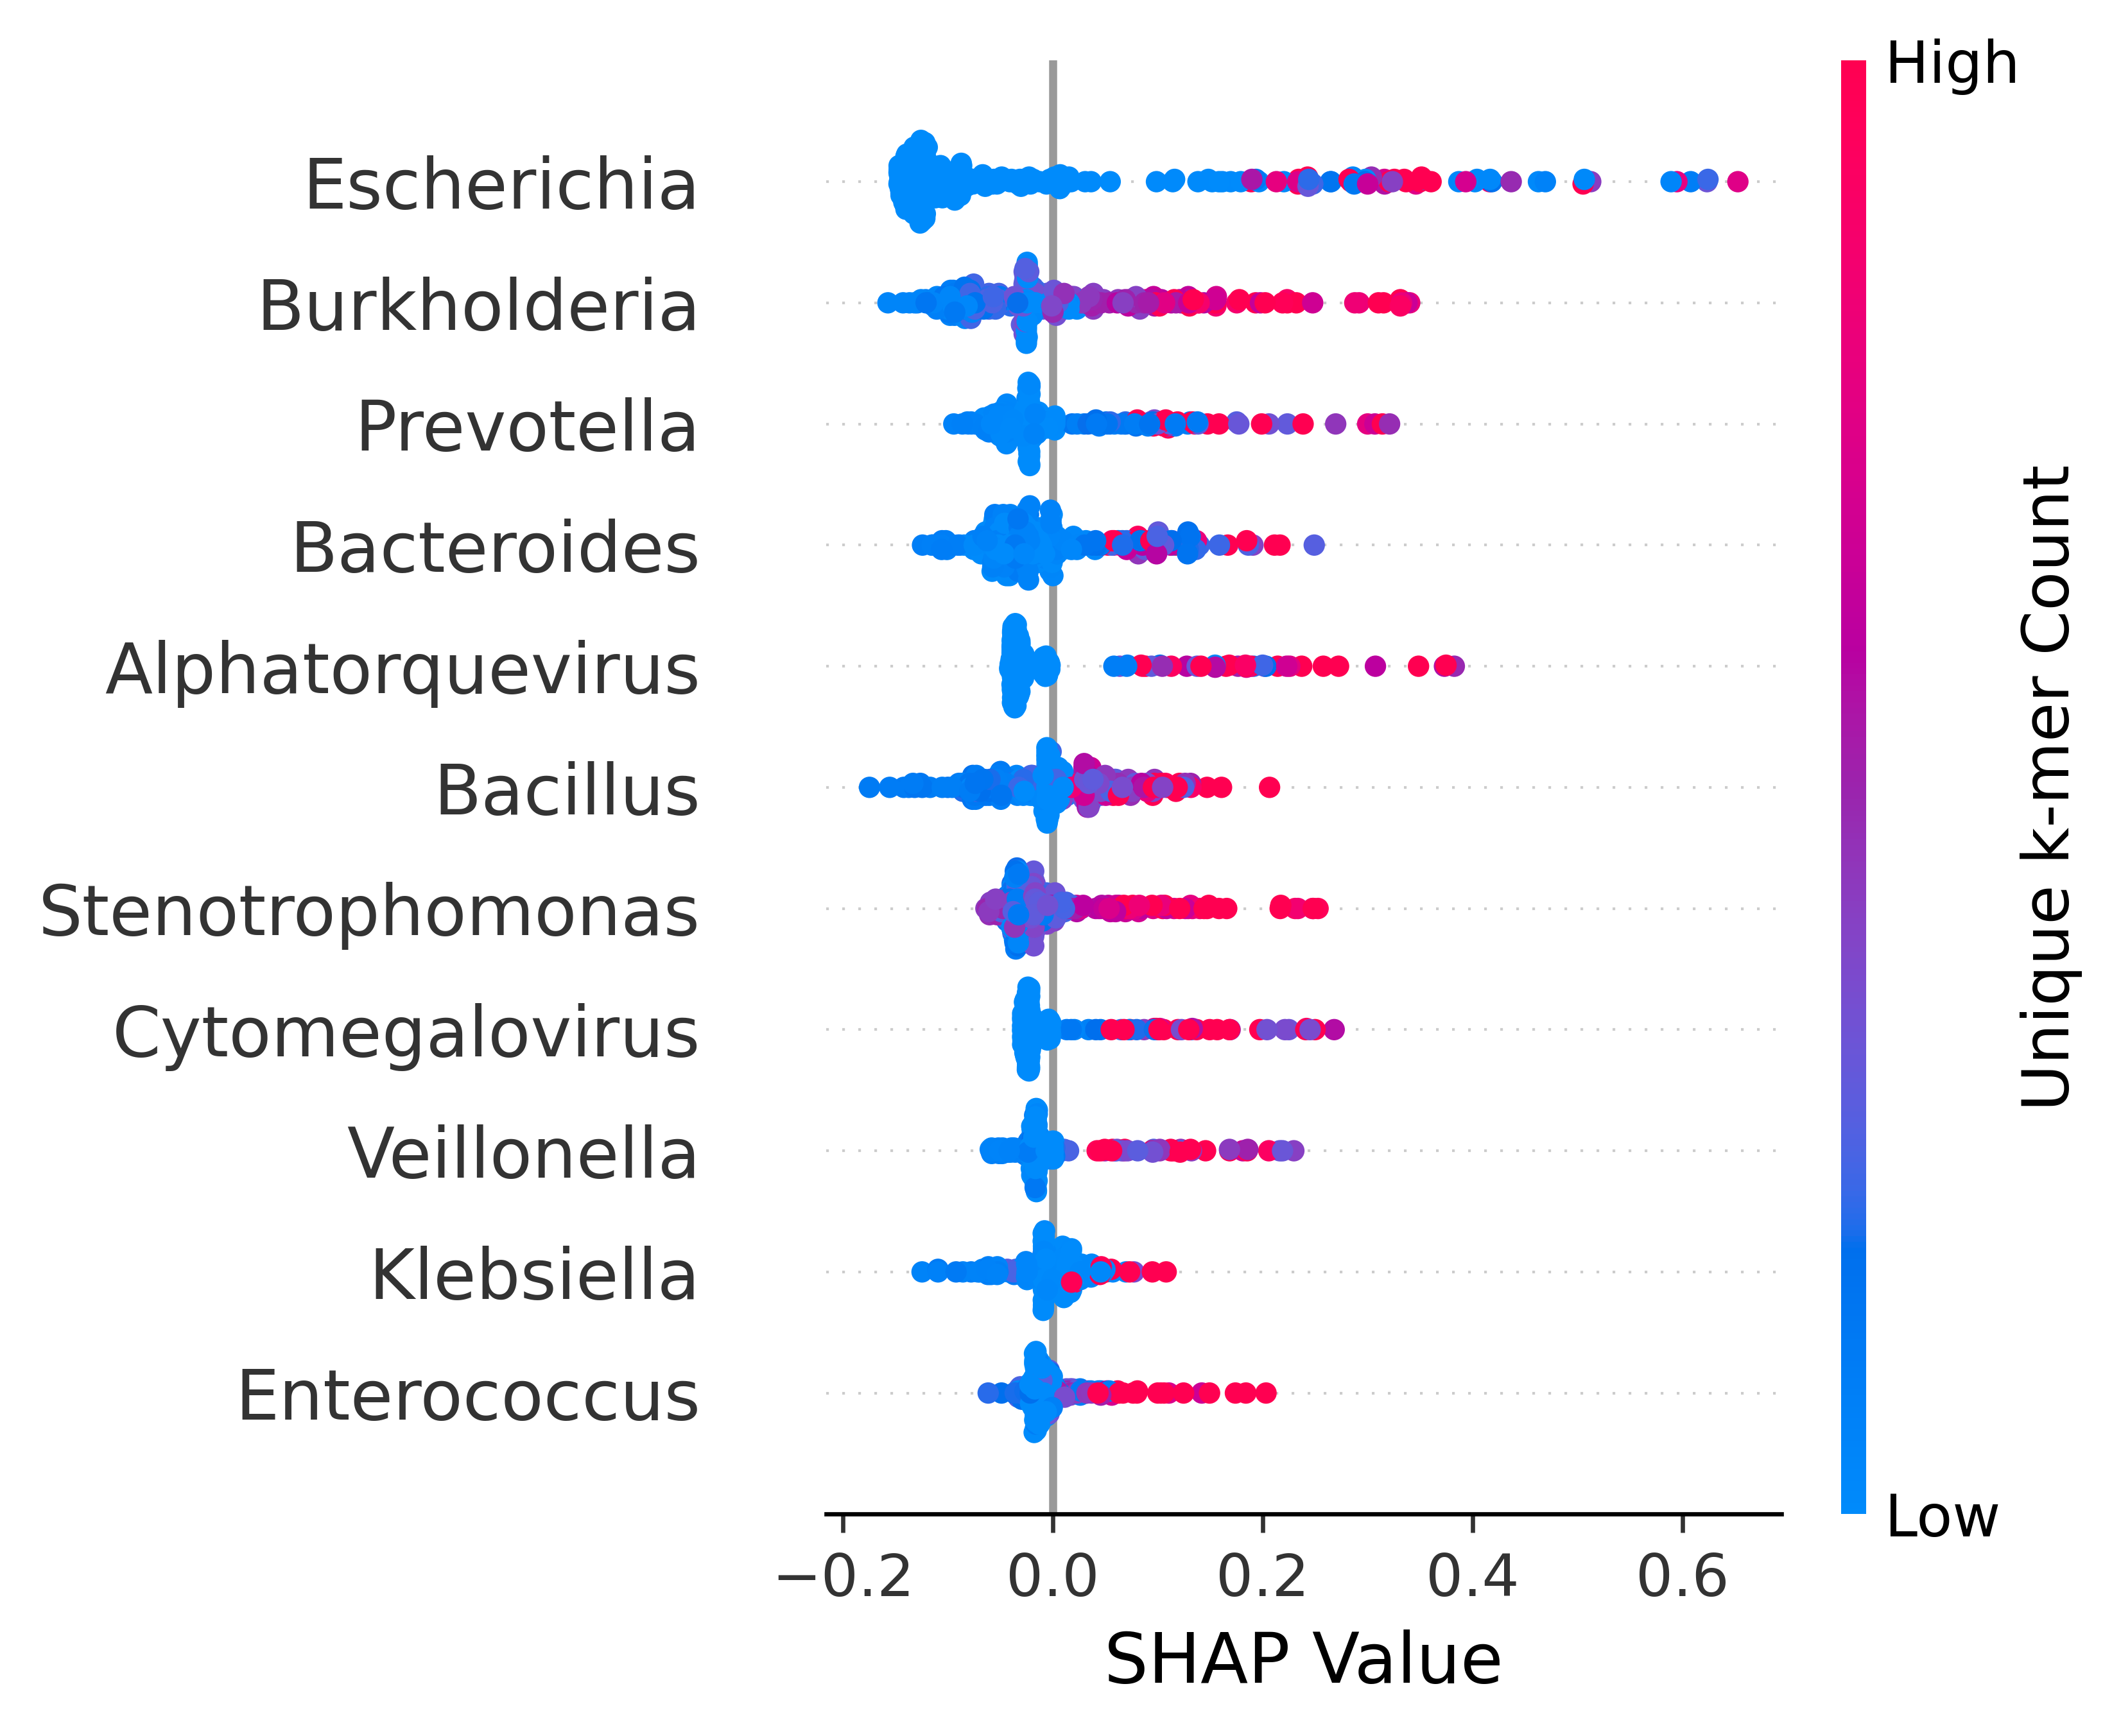 High
Escherichia
Burkholderia
Prevotella
Bacteroides
Alphatorquevirus
Bacillus
Stenotrophomonas
Cytomegalovirus
Veillonella
Klebsiella
Enterococcus
Unique k-mer Count
Low
−0.2 0.0 0.2 0.4 0.6
SHAP Value